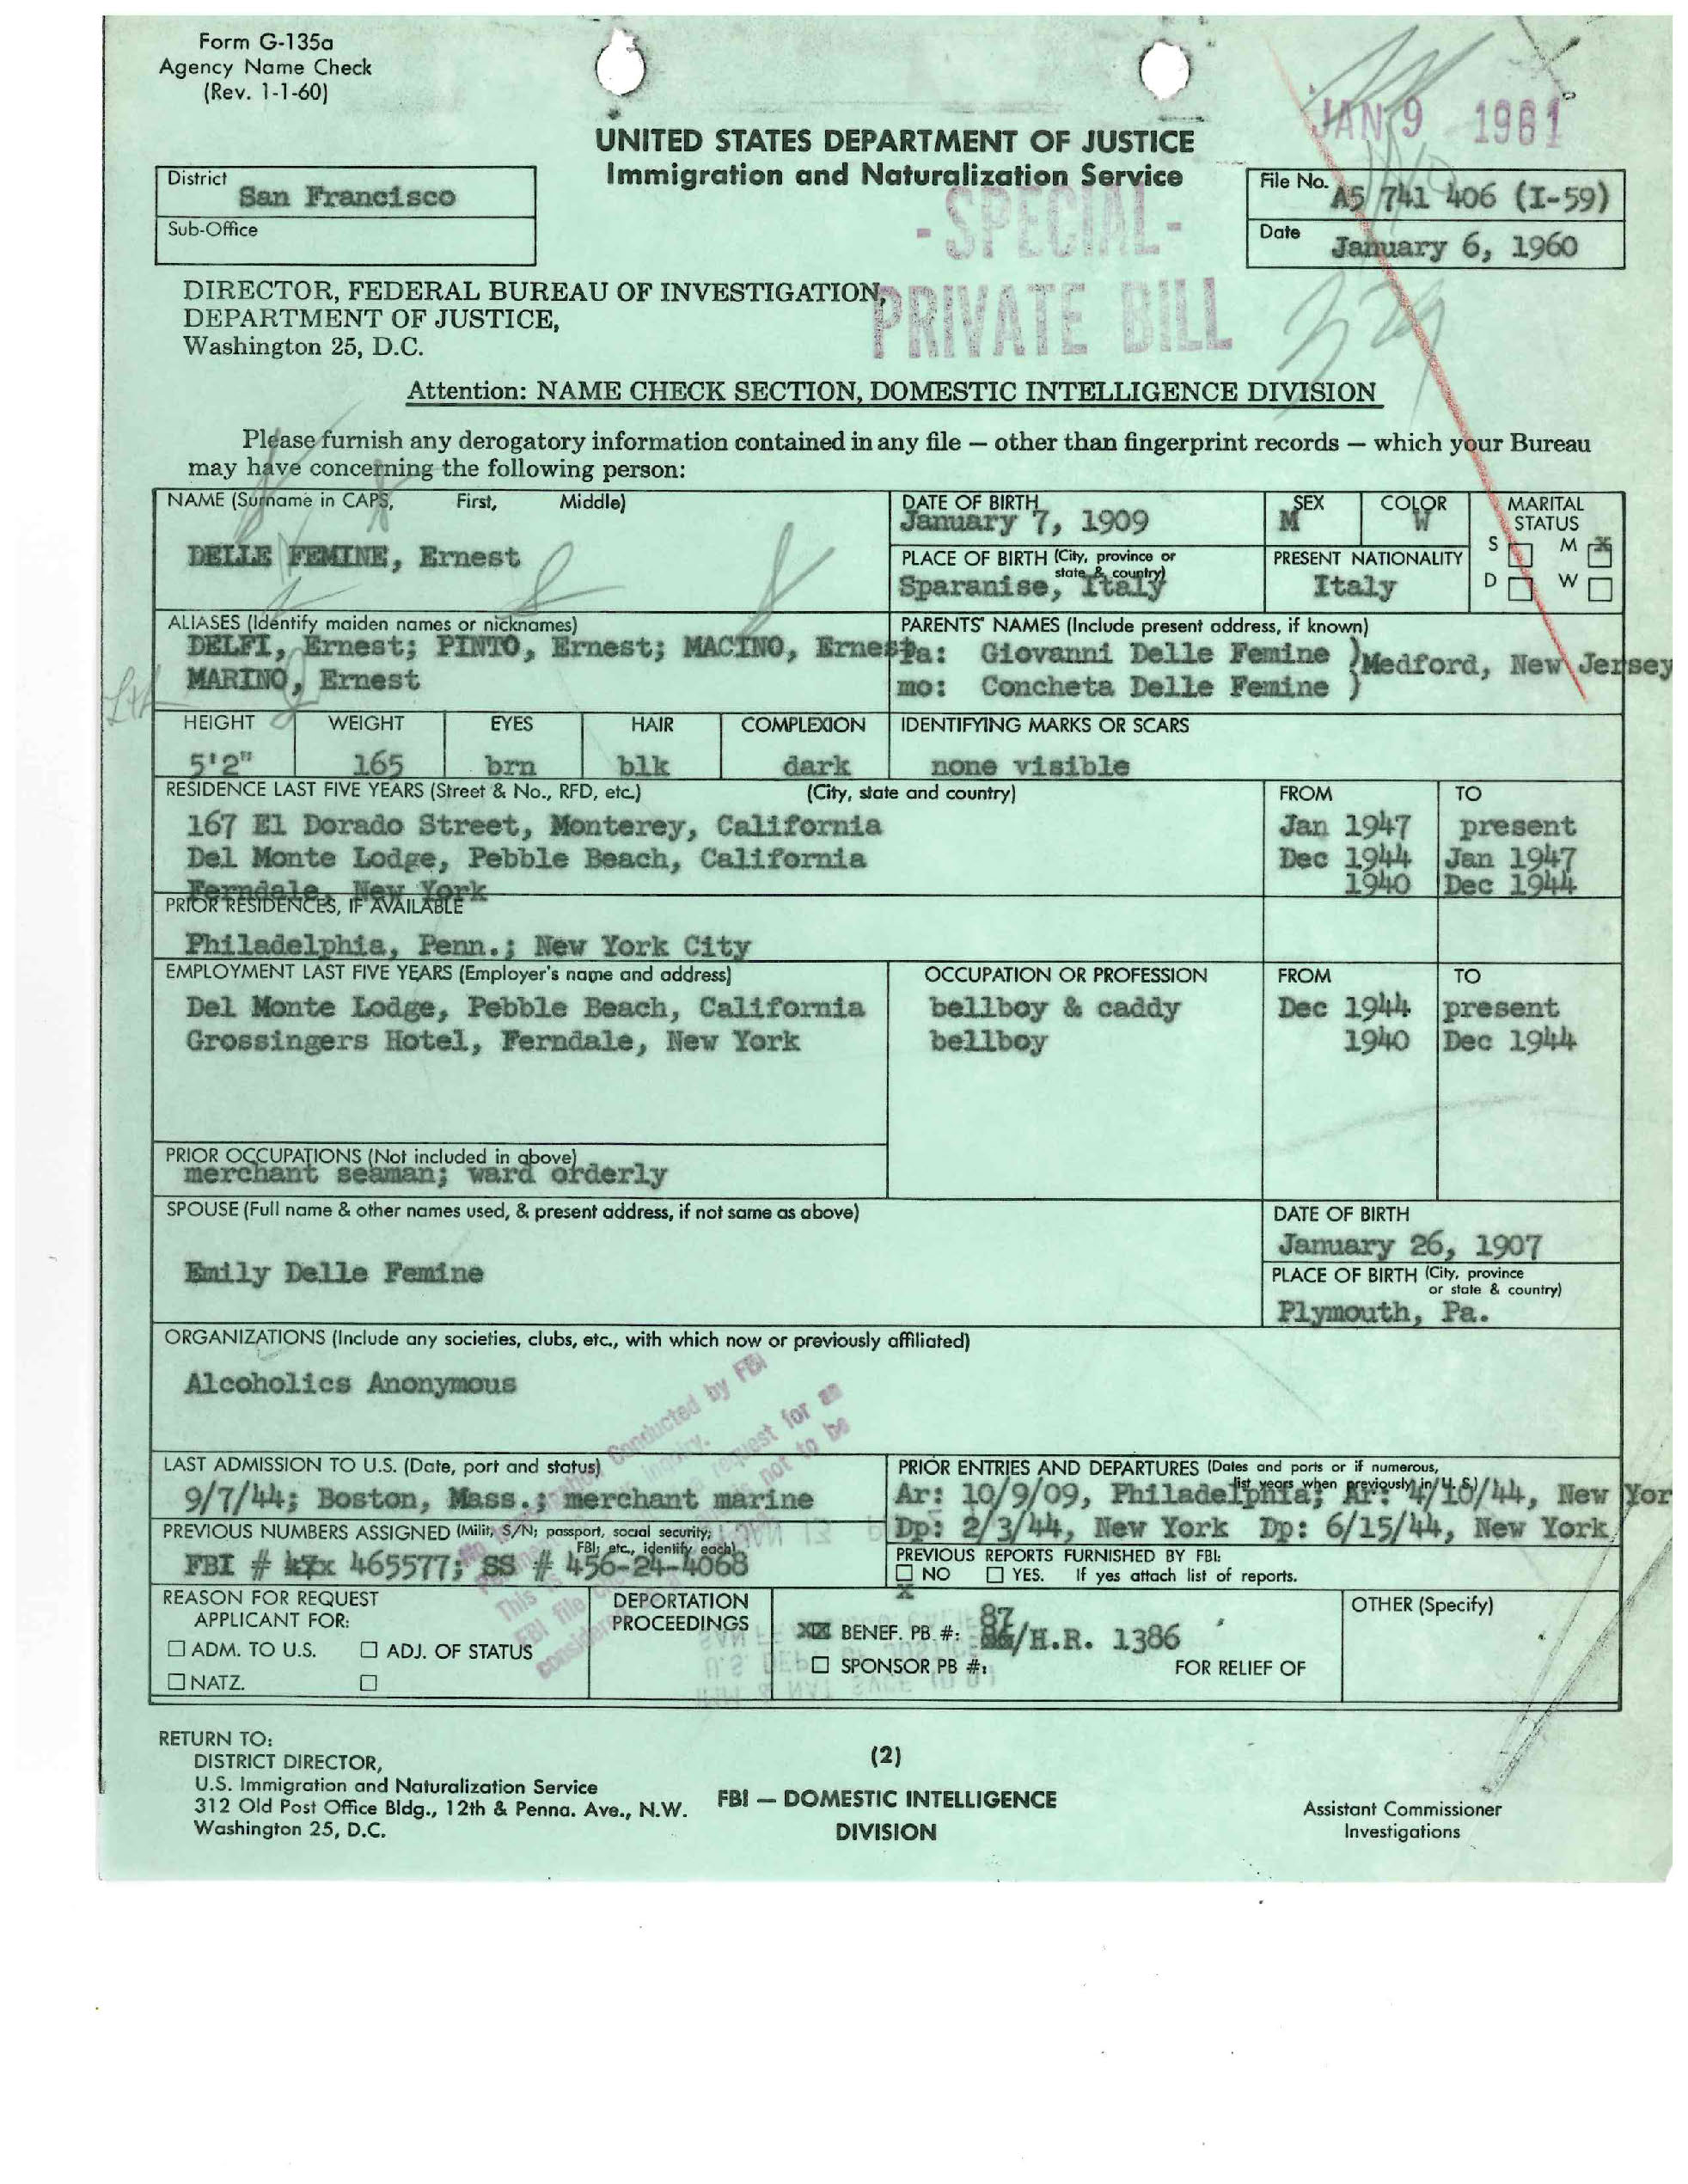 Form G-135a
Agency Name Check
(Rev. 1-1-60)
JAN 9 1961
UNITED STATES DEPARTMENT OF JUSTICE
Immigration and Naturalization Service
District
San Francisco
Sub-Office
File No. A5 741 406 (I-59)
Date January 6, 1960
- SPECIAL -
PRIVATE BILL
DIRECTOR, FEDERAL BUREAU OF INVESTIGATION,
DEPARTMENT OF JUSTICE,
Washington 25, D.C.
329
Attention: NAME CHECK SECTION, DOMESTIC INTELLIGENCE DIVISION
Please furnish any derogatory information contained in any file — other than fingerprint records — which your Bureau
may have concerning the following person:
NAME (Surname in CAPS, First, Middle)
DELLE FEMINE, Ernest
DATE OF BIRTH
January 7, 1909
SEX
M
COLOR
W
MARITAL STATUS
S M X
D W
PLACE OF BIRTH (City, province or state & country)
Sparanise, Italy
PRESENT NATIONALITY
Italy
ALIASES (Identify maiden names or nicknames)
DELFI, Ernest; PINTO, Ernest; MACINO, Ernest
MARINO, Ernest
PARENTS' NAMES (Include present address, if known)
Pa: Giovanni Delle Femine ) Medford, New Jersey
mo: Concheta Delle Femine )
HEIGHT WEIGHT EYES HAIR COMPLEXION IDENTIFYING MARKS OR SCARS
5'2" 165 brn blk dark none visible
RESIDENCE LAST FIVE YEARS (Street & No., RFD, etc.) (City, state and country) FROM TO
167 El Dorado Street, Monterey, California Jan 1947 present
Del Monte Lodge, Pebble Beach, California Dec 1944 Jan 1947
Ferndale, New York 1940 Dec 1944
PRIOR RESIDENCES, IF AVAILABLE
Philadelphia, Penn.; New York City
EMPLOYMENT LAST FIVE YEARS (Employer's name and address) OCCUPATION OR PROFESSION FROM TO
Del Monte Lodge, Pebble Beach, California bellboy & caddy Dec 1944 present
Grossingers Hotel, Ferndale, New York bellboy 1940 Dec 1944
PRIOR OCCUPATIONS (Not included in above)
merchant seaman; ward orderly
SPOUSE (Full name & other names used, & present address, if not same as above)
Emily Delle Femine
DATE OF BIRTH
January 26, 1907
PLACE OF BIRTH (City, province
or state & country)
Plymouth, Pa.
ORGANIZATIONS (Include any societies, clubs, etc., with which now or previously affiliated)
Alcoholics Anonymous
LAST ADMISSION TO U.S. (Date, port and status)
9/7/44; Boston, Mass.; merchant marine
PRIOR ENTRIES AND DEPARTURES (Dates and ports or if numerous,
list years when previously in U.S.)
Ar: 10/9/09, Philadelphia; Ar: 4/18/44, New Yor
Dp: 2/3/44, New York Dp: 6/15/44, New York
PREVIOUS NUMBERS ASSIGNED (Milit, S/N; passport, social security;
FBI; etc., identify each)
FBI # 465577; SS # 456-24-4068
PREVIOUS REPORTS FURNISHED BY FBI:
NO YES. If yes attach list of reports.
X
REASON FOR REQUEST
APPLICANT FOR:
ADM. TO U.S. ADJ. OF STATUS
NATZ.
DEPORTATION
PROCEEDINGS
BENEF. PB #: 87/H.R. 1386
SPONSOR PB #: FOR RELIEF OF
OTHER (Specify)
RETURN TO:
DISTRICT DIRECTOR,
U.S. Immigration and Naturalization Service
312 Old Post Office Bldg., 12th & Penna. Ave., N.W.
Washington 25, D.C.
(2)
FBI — DOMESTIC INTELLIGENCE
DIVISION
Assistant Commissioner
Investigations